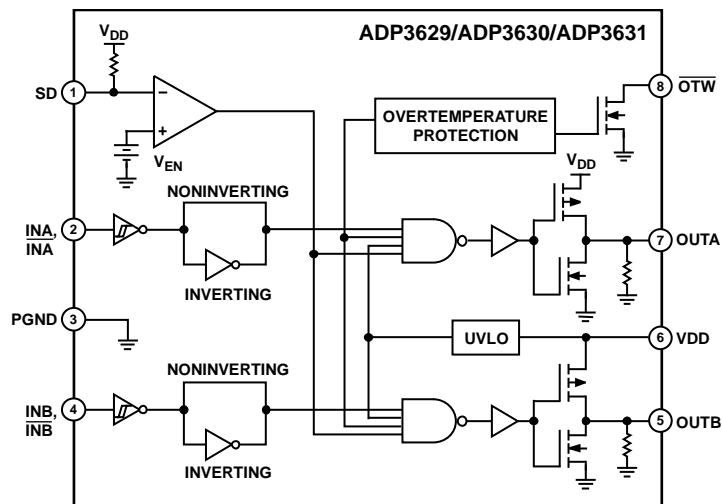 ADP3629/ADP3630/ADP3631
VDD
SD
1
VEN
OVERTEMPERATURE
PROTECTION
8
OTW
VDD
NONINVERTING
INA,
INA
2
INVERTING
7
OUTA
PGND
3
UVLO
6
VDD
NONINVERTING
INB,
INB
4
INVERTING
5
OUTB
− 
+